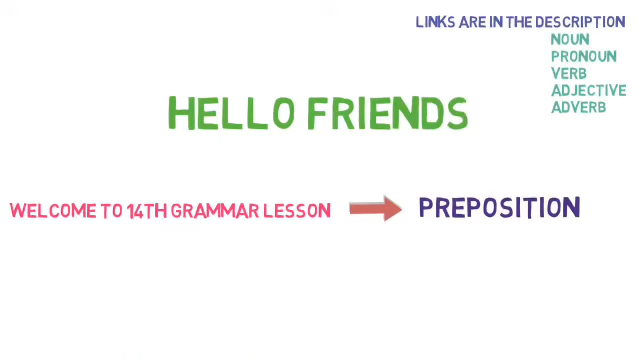 LINKS ARE IN THE DESCRIPTION
NOUN
PRONOUN
VERB
ADJECTIVE
ADVERB
HELLO FRIENDS
WELCOME TO 14TH GRAMMAR LESSON
PREPOSITION